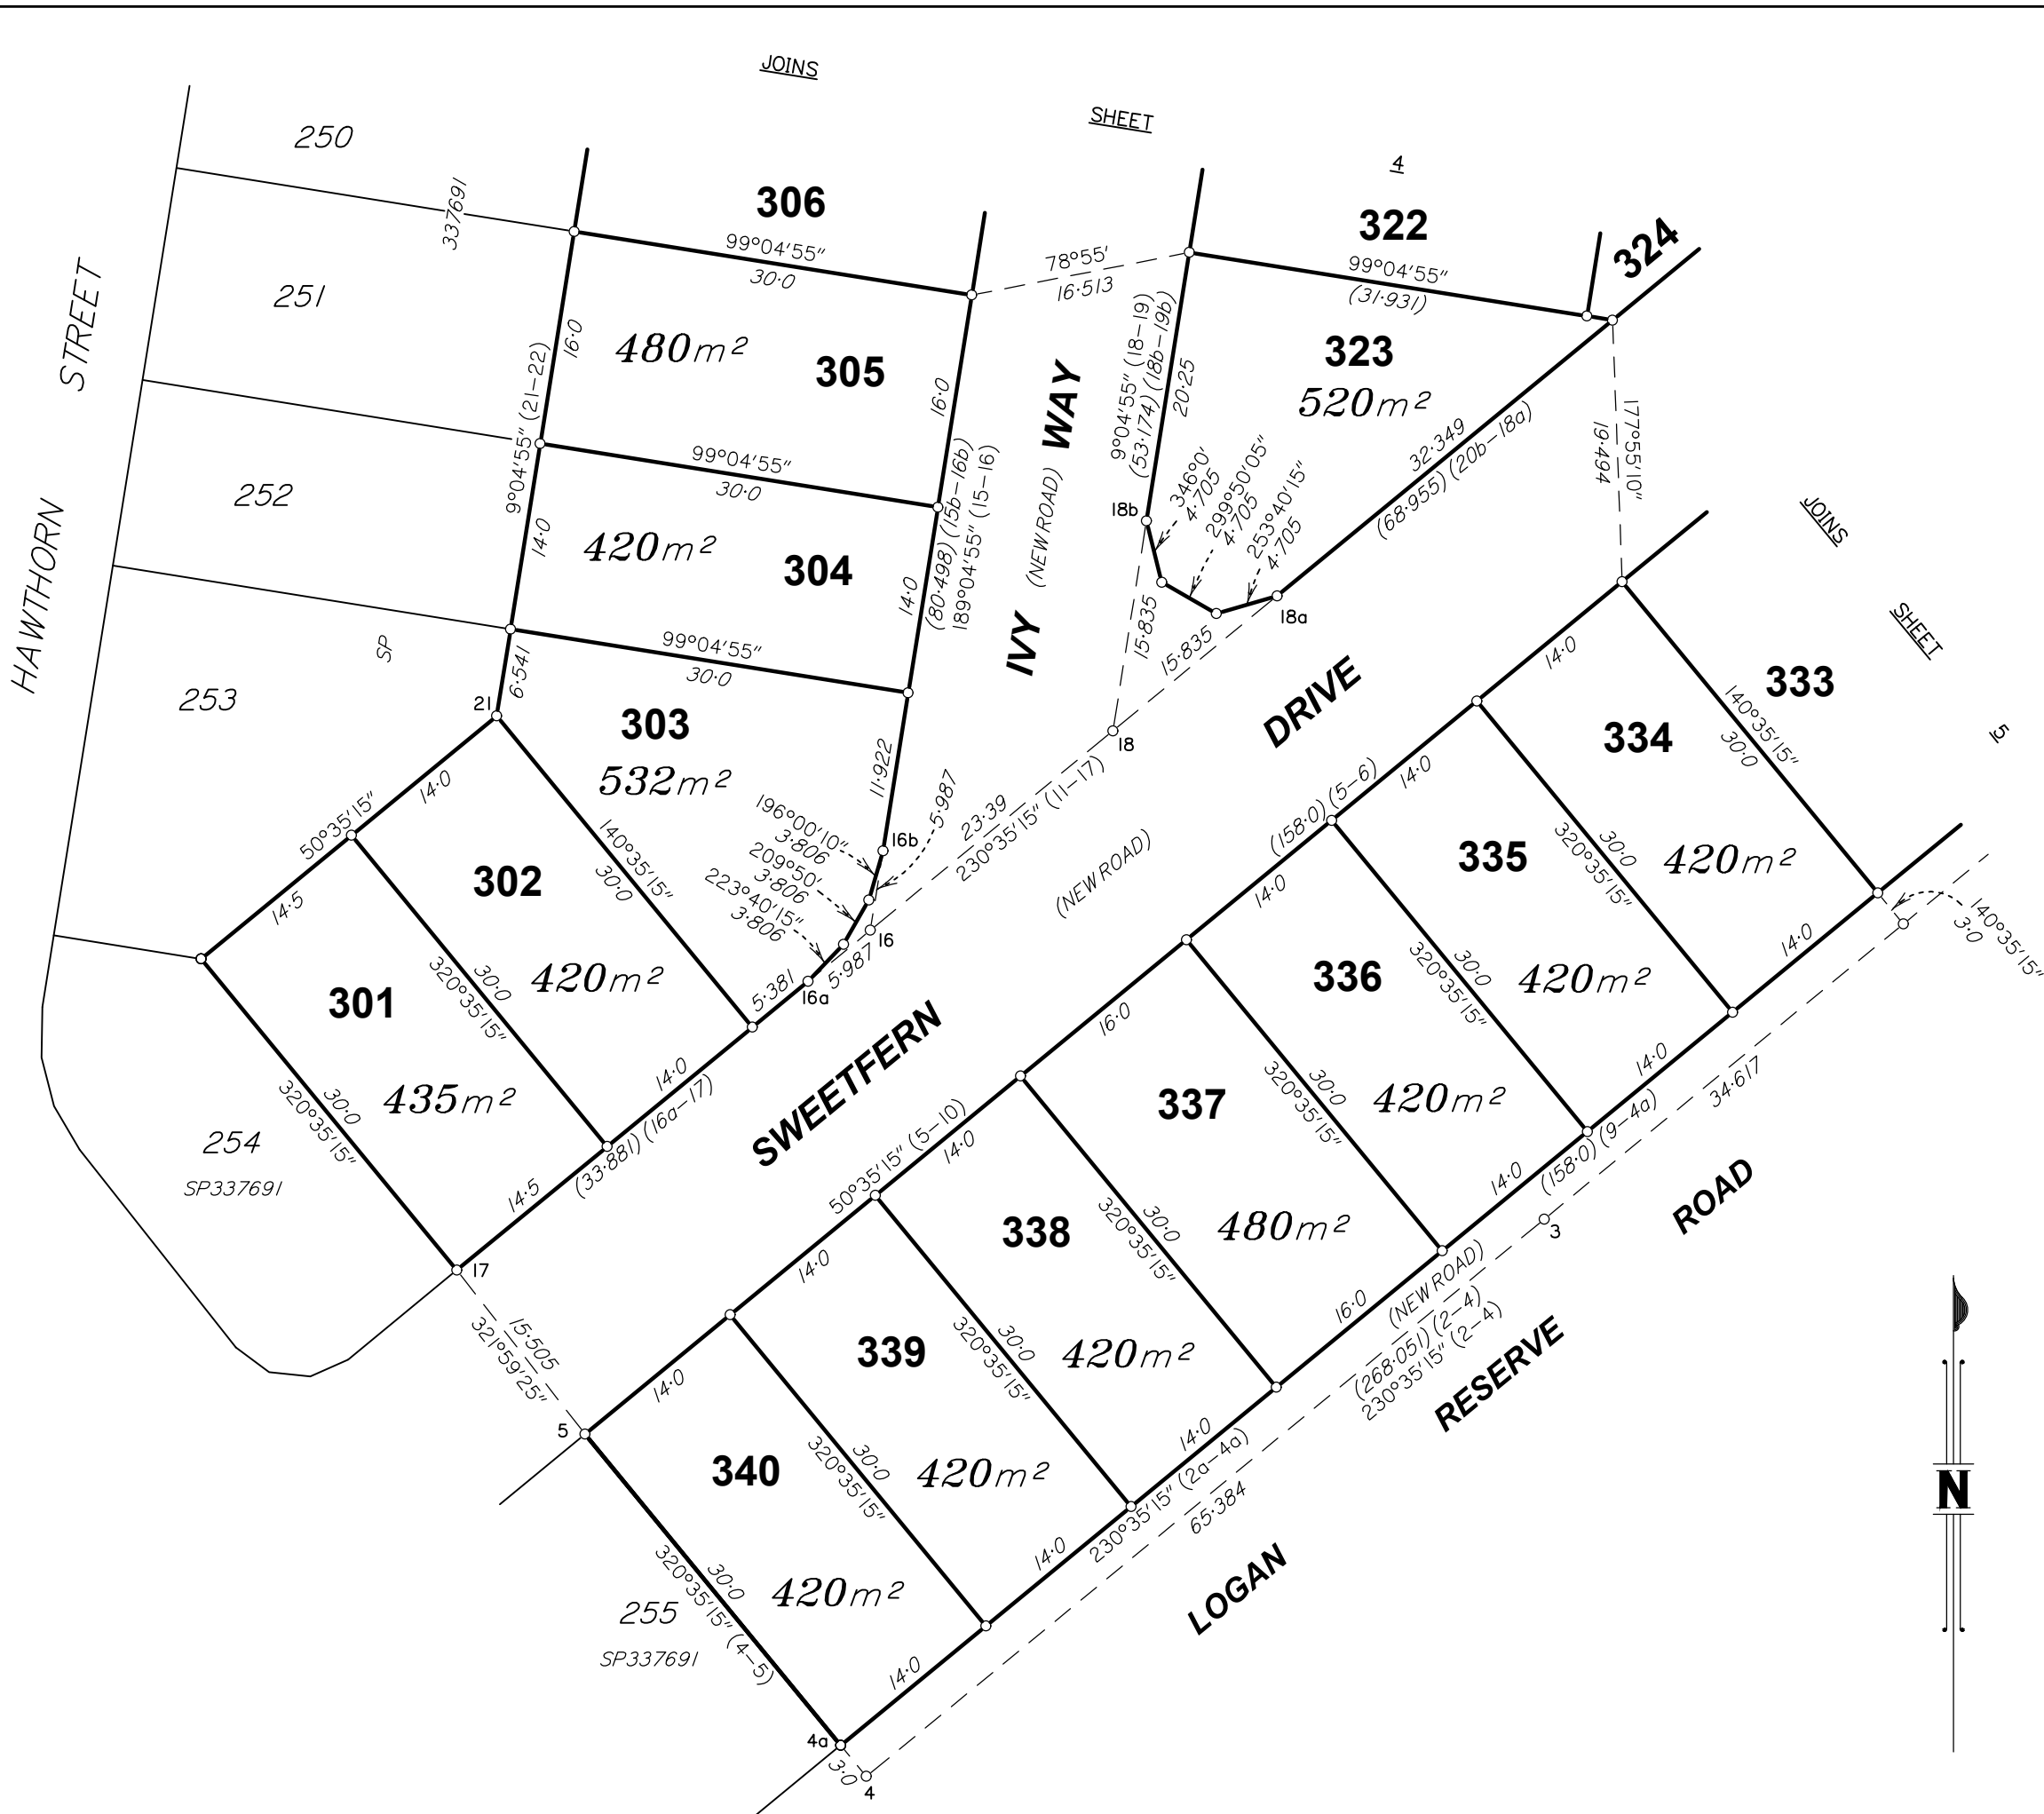 JOINS
SHEET
4
250
337691
306
99°04'55"
30·0
78°55'
16·513
322
99°04'55"
(31·931)
324
STREET
251
16·0
480m²
305
16·0
9°04'55" (21-22)
IVY WAY
(NEW ROAD)
9°04'55" (18-19)
(53·174) (18b-19b)
20·25
323
520m²
32·349
(68·955) (20b-18a)
177°55'10"
19·494
JOINS
SHEET
5
HAWTHORN
252
14·0
99°04'55"
30·0
420m²
304
14·0
(80·498) (15b-16b)
189°04'55" (15-16)
18b
346°0'
4·705
299°50'05"
4·705
253°40'15"
4·705
18a
15·835
15·835
18
253
SP
99°04'55"
30·0
6·541
21
303
532m²
11·922
196°00'10"
3·806
209°50'
3·806
223°40'15"
3·806
5·987
16b
16
5·987
16a
5·381
23·39
230°35'15" (11-17)
DRIVE
(NEW ROAD)
14·0
333
140°35'15"
30·0
334
420m²
14·0
(158·0) (5-6)
320°35'15"
30·0
140°35'15"
3·0
50°35'15"
14·0
14·5
302
420m²
140°35'15"
30·0
335
420m²
14·0
320°35'15"
30·0
14·0
301
435m²
320°35'15"
30·0
320°35'15"
30·0
14·0
(33·881) (16a-17)
14·5
17
SWEETFERN
336
420m²
16·0
320°35'15"
30·0
14·0
34·617
254
SP337691
15·505
321°59'25"
50°35'15" (5-10)
14·0
337
480m²
320°35'15"
30·0
14·0
(158·0) (9-4a)
3
ROAD
14·0
338
420m²
320°35'15"
30·0
16·0
(NEW ROAD)
(268·051) (2-4)
230°35'15" (2-4)
RESERVE
5
14·0
339
420m²
320°35'15"
30·0
14·0
230°35'15" (2a-4a)
65·384
N
340
420m²
320°35'15" (4-5)
30·0
14·0
LOGAN
255
SP337691
14·0
4a
3·0
4